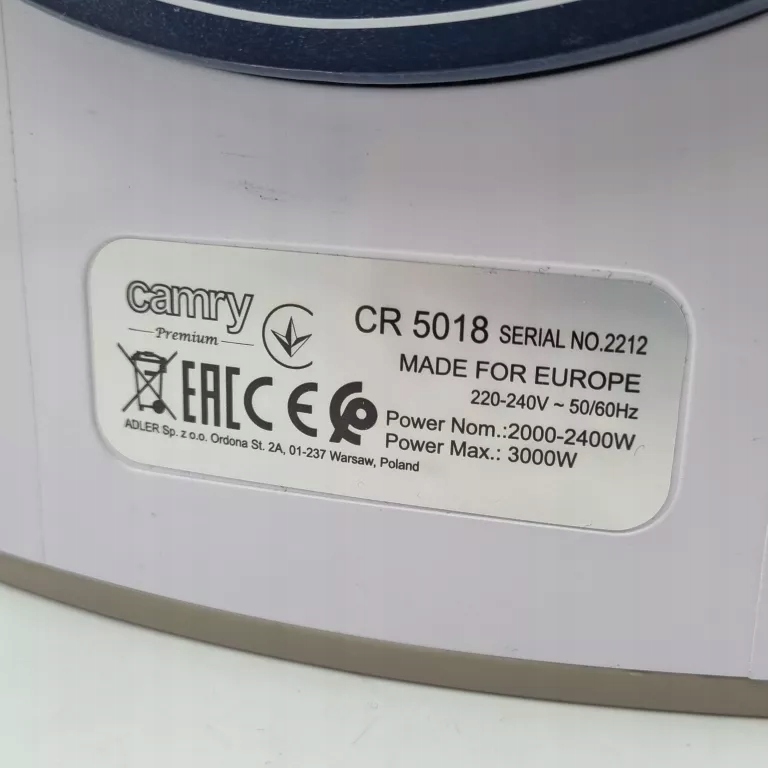 camry
Premium
CR 5018 SERIAL NO.2212
MADE FOR EUROPE
220-240V ~ 50/60Hz
Power Nom.:2000-2400W
Power Max.: 3000W
EAC CE
ADLER Sp. z o.o. Ordona St. 2A, 01-237 Warsaw, Poland